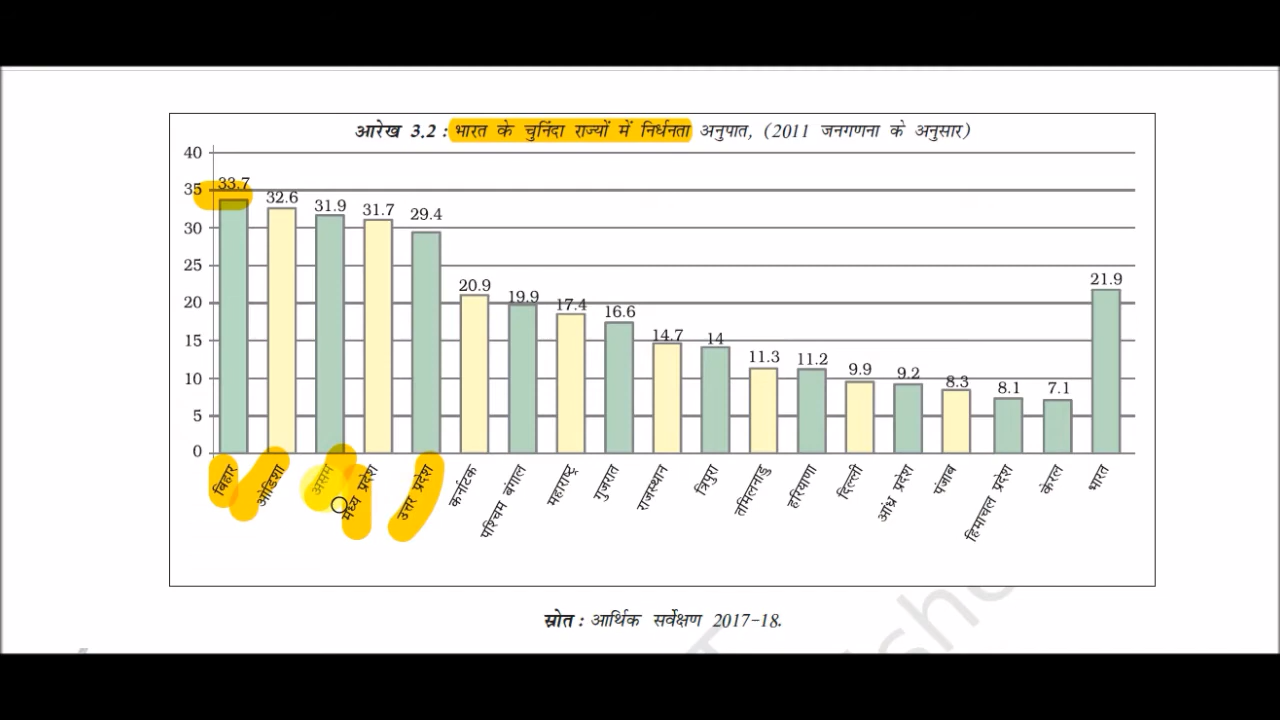 आरेख 3.2 : भारत के चुनिंदा राज्यों में निर्धनता अनुपात, (2011 जनगणना के अनुसार)
40
35
30
25
20
15
10
5
0
33.7
32.6
31.9
31.7
29.4
20.9
19.9
17.4
16.6
14.7
14
11.3
11.2
9.9
9.2
8.3
8.1
7.1
21.9
बिहार
ओडिशा
असम
मध्य प्रदेश
उत्तर प्रदेश
कर्नाटक
पश्चिम बंगाल
महाराष्ट्र
गुजरात
राजस्थान
त्रिपुरा
तमिलनाडु
हरियाणा
दिल्ली
आंध्र प्रदेश
पंजाब
हिमाचल प्रदेश
केरल
भारत
स्रोत : आर्थिक सर्वेक्षण 2017-18.